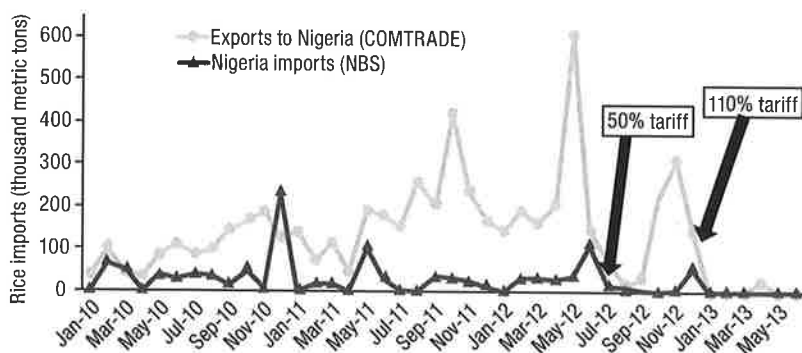 Rice imports (thousand metric tons)
600
500
400
300
200
100
0
Exports to Nigeria (COMTRADE)
Nigeria imports (NBS)
50% tariff
110% tariff
Jan-10
Mar-10
May-10
Jul-10
Sep-10
Nov-10
Jan-11
Mar-11
May-11
Jul-11
Sep-11
Nov-11
Jan-12
Mar-12
May-12
Jul-12
Sep-12
Nov-12
Jan-13
Mar-13
May-13